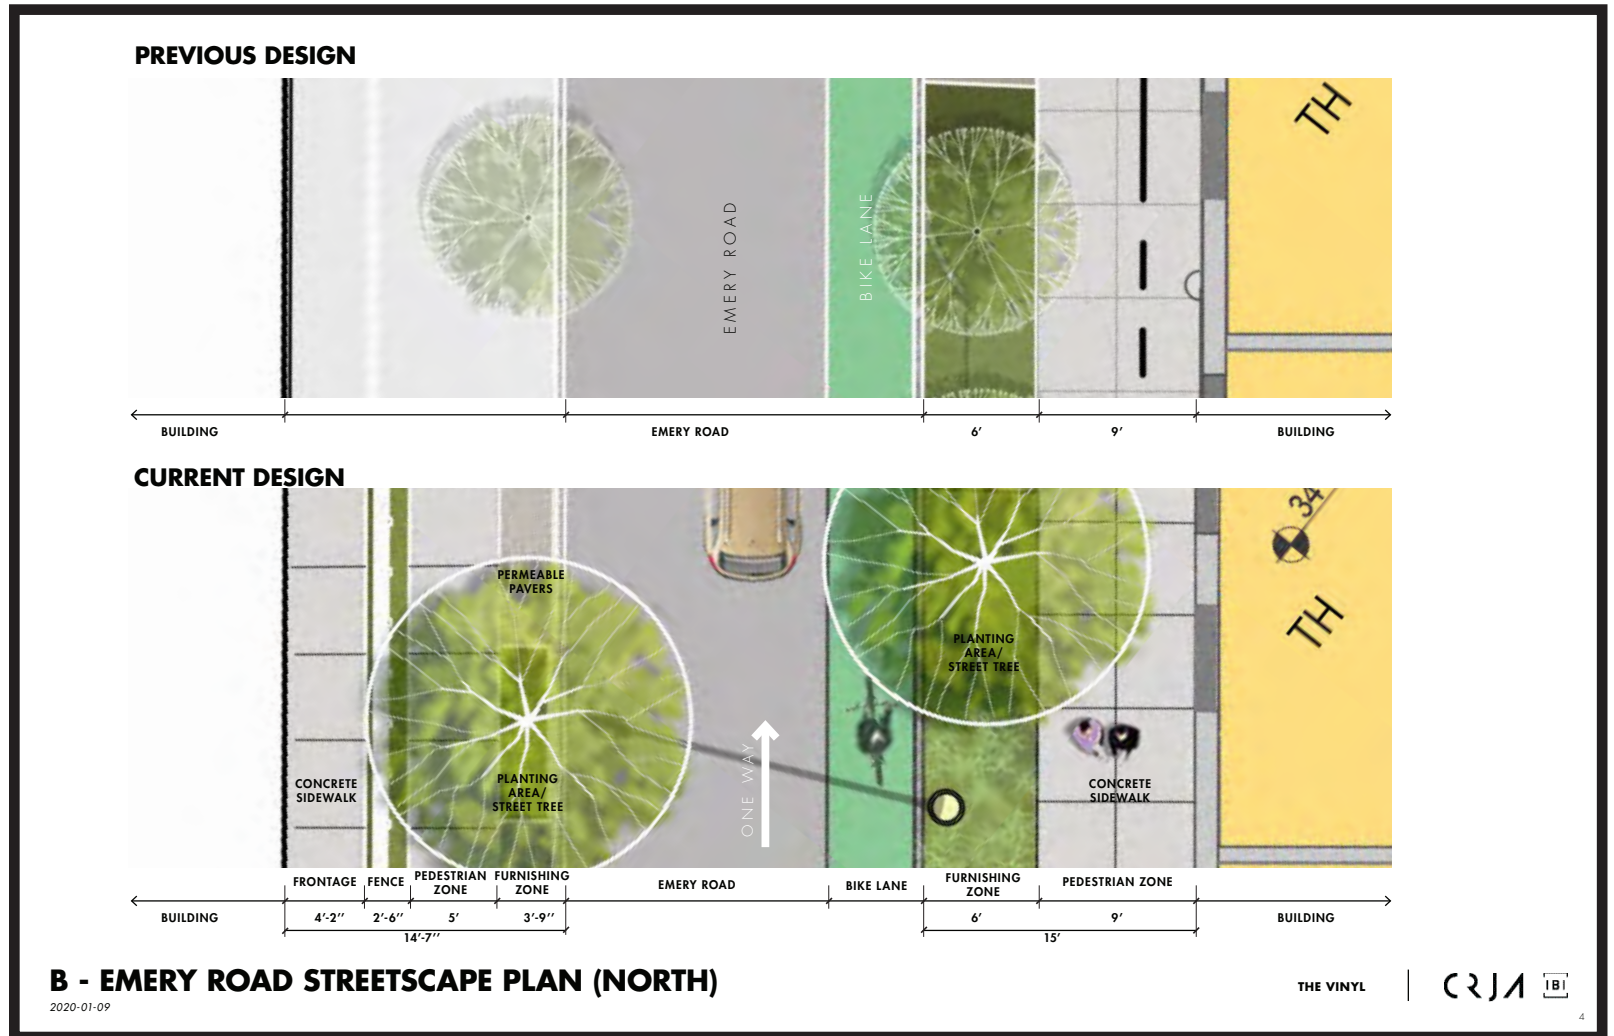 PREVIOUS DESIGN
TH
EMERY ROAD
BIKE LANE
BUILDING
EMERY ROAD
6’
9’
BUILDING
CURRENT DESIGN
34
TH
PERMEABLE
PAVERS
PLANTING
AREA/
STREET TREE
ONE WAY
CONCRETE
SIDEWALK
PLANTING
AREA/
STREET TREE
CONCRETE
SIDEWALK
FRONTAGE
FENCE
PEDESTRIAN
ZONE
FURNISHING
ZONE
EMERY ROAD
BIKE LANE
FURNISHING
ZONE
PEDESTRIAN ZONE
BUILDING
4’-2’’
2’-6’’
5’
3’-9’’
6’
9’
BUILDING
14’-7’’
15’
B - EMERY ROAD STREETSCAPE PLAN (NORTH)
2020-01-09
THE VINYL
CRJA
IBI
4